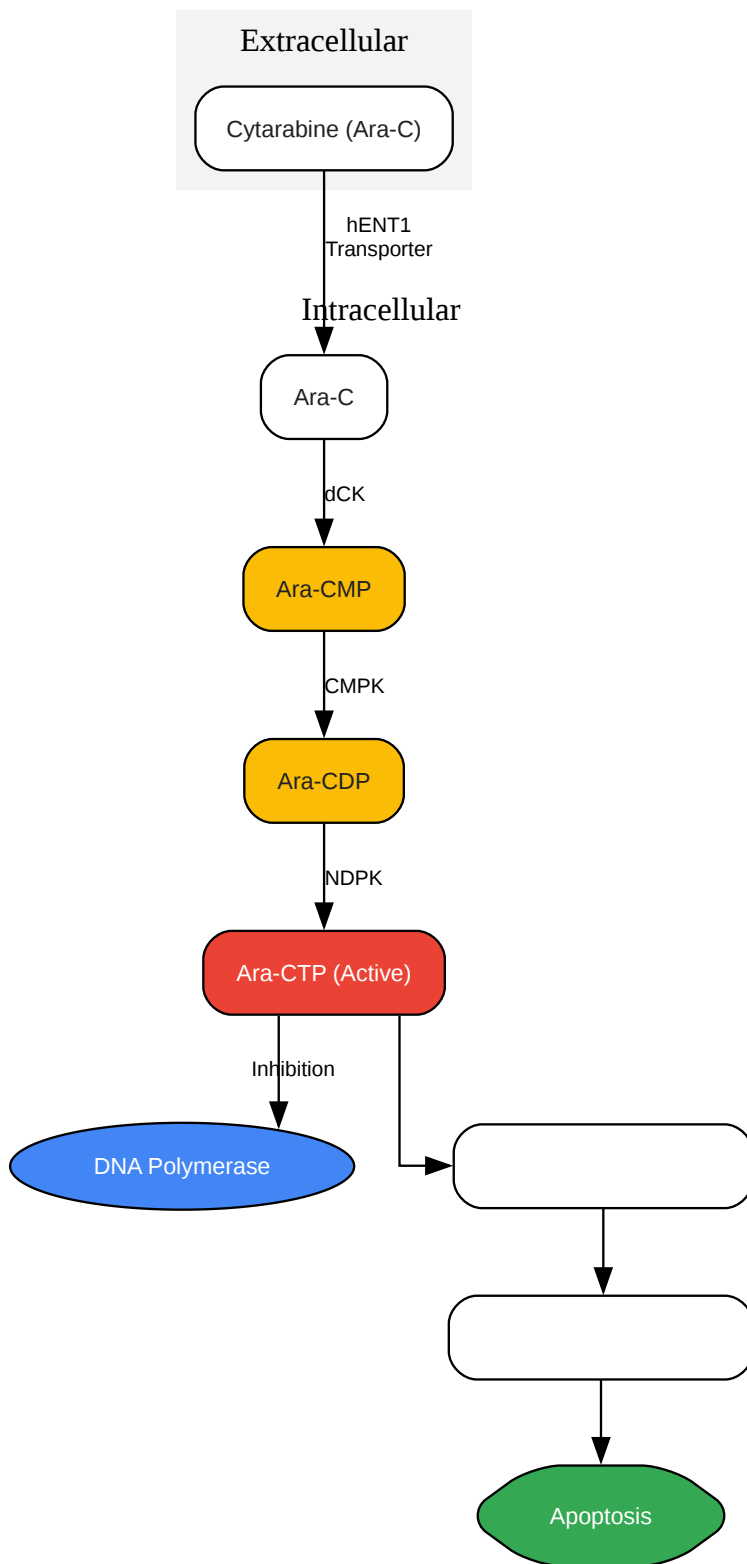 Extracellular
Cytarabine (Ara-C)
hENT1
Transporter
Intracellular
Ara-C
dCK
Ara-CMP
CMPK
Ara-CDP
NDPK
Ara-CTP (Active)
Inhibition
DNA Polymerase
Apoptosis